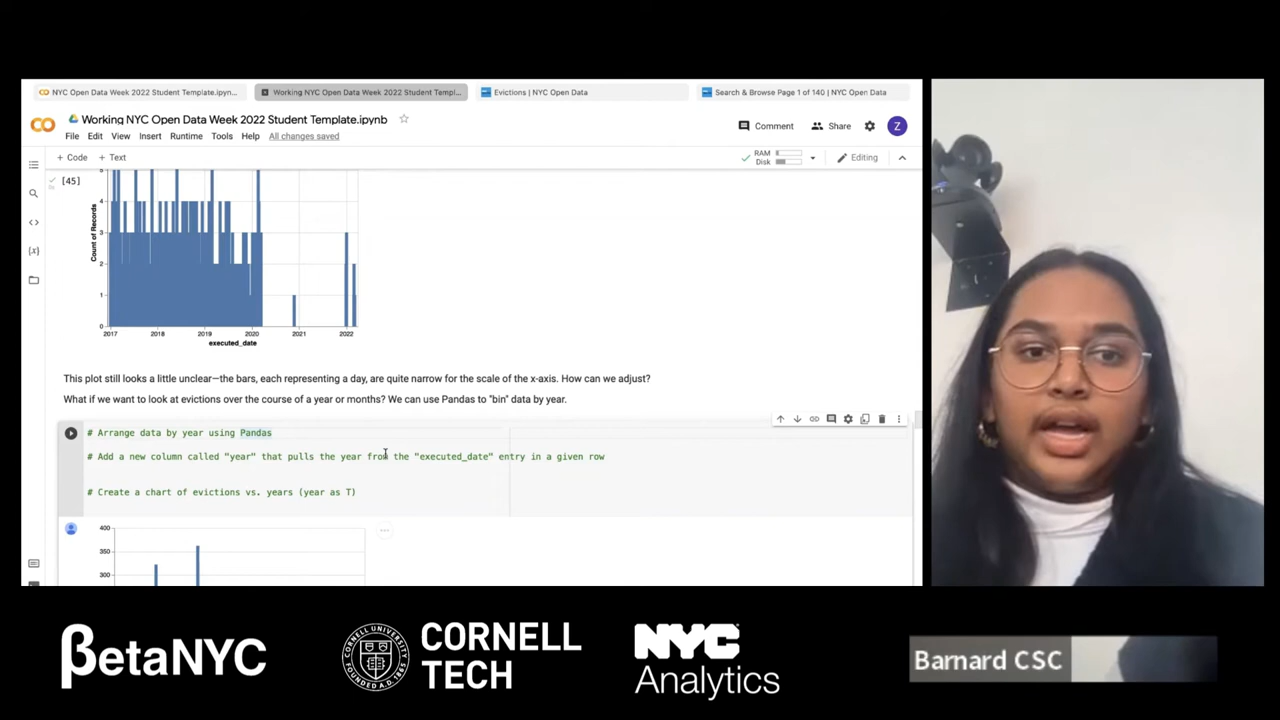 NYC Open Data Week 2022 Student Template.ipyn...
Working NYC Open Data Week 2022 Student Templ...
Evictions | NYC Open Data
Search & Browse Page 1 of 140 | NYC Open Data
Working NYC Open Data Week 2022 Student Template.ipynb
File Edit View Insert Runtime Tools Help All changes saved
Comment Share Z
+ Code + Text
RAM
Disk
Editing
[45]
5
4
3
2
1
0
Count of Records
2017 2018 2019 2020 2021 2022
executed_date
This plot still looks a little unclear—the bars, each representing a day, are quite narrow for the scale of the x-axis. How can we adjust?
What if we want to look at evictions over the course of a year or months? We can use Pandas to "bin" data by year.
# Arrange data by year using Pandas
# Add a new column called "year" that pulls the year from the "executed_date" entry in a given row
# Create a chart of evictions vs. years (year as T)
400
350
300
βetaNYC
CORNELL
TECH
NYC
Analytics
Barnard CSC